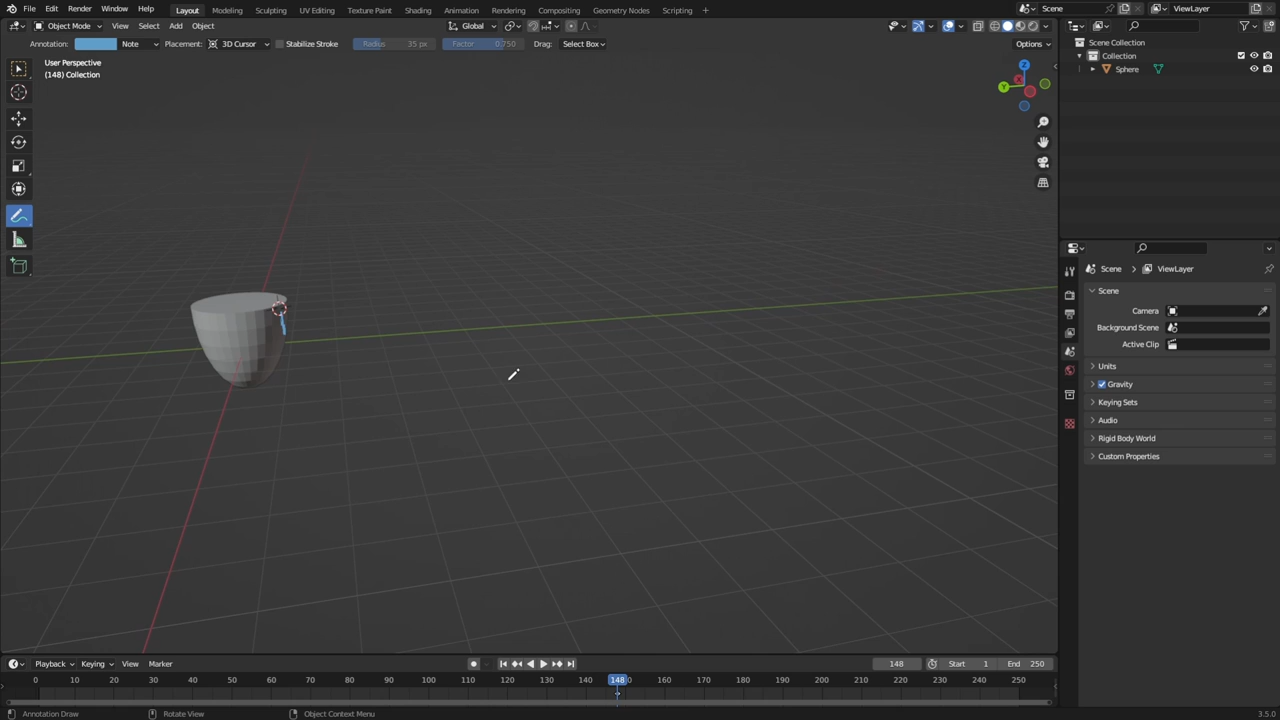 File Edit Render Window Help Layout Modeling Sculpting UV Editing Texture Paint Shading Animation Rendering Compositing Geometry Nodes Scripting + Scene ViewLayer
Object Mode View Select Add Object Global Options
Annotation: Note Placement: 3D Cursor Stabilize Stroke Radius 35 px Factor 0.750 Drag: Select Box
User Perspective
(148) Collection
Z
Y
X
Scene Collection
Collection
Sphere
Scene > ViewLayer
Scene
Camera
Background Scene
Active Clip
Units
Gravity
Keying Sets
Audio
Rigid Body World
Custom Properties
Playback Keying View Marker 148 Start 1 End 250
0 10 20 30 40 50 60 70 80 90 100 110 120 130 140 148 160 170 180 190 200 210 220 230 240 250
Annotation Draw Rotate View Object Context Menu 3.5.0